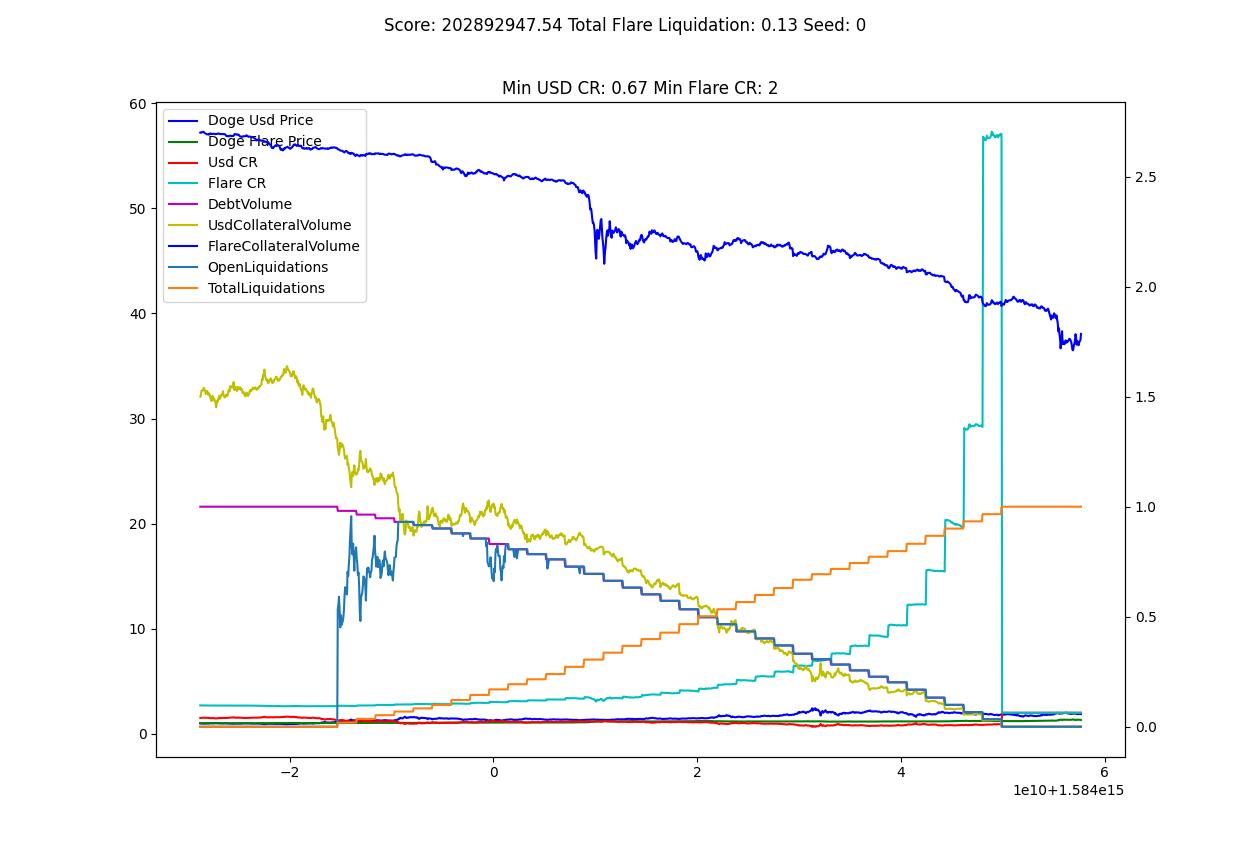 Score: 202892947.54 Total Flare Liquidation: 0.13 Seed: 0
Min USD CR: 0.67 Min Flare CR: 2
60
50
40
30
20
10
0
Doge Usd Price
Doge Flare Price
Usd CR
Flare CR
DebtVolume
UsdCollateralVolume
FlareCollateralVolume
OpenLiquidations
TotalLiquidations
2.5
2.0
1.5
1.0
0.5
0.0
−2 0 2 4 6
1e10+1.584e15